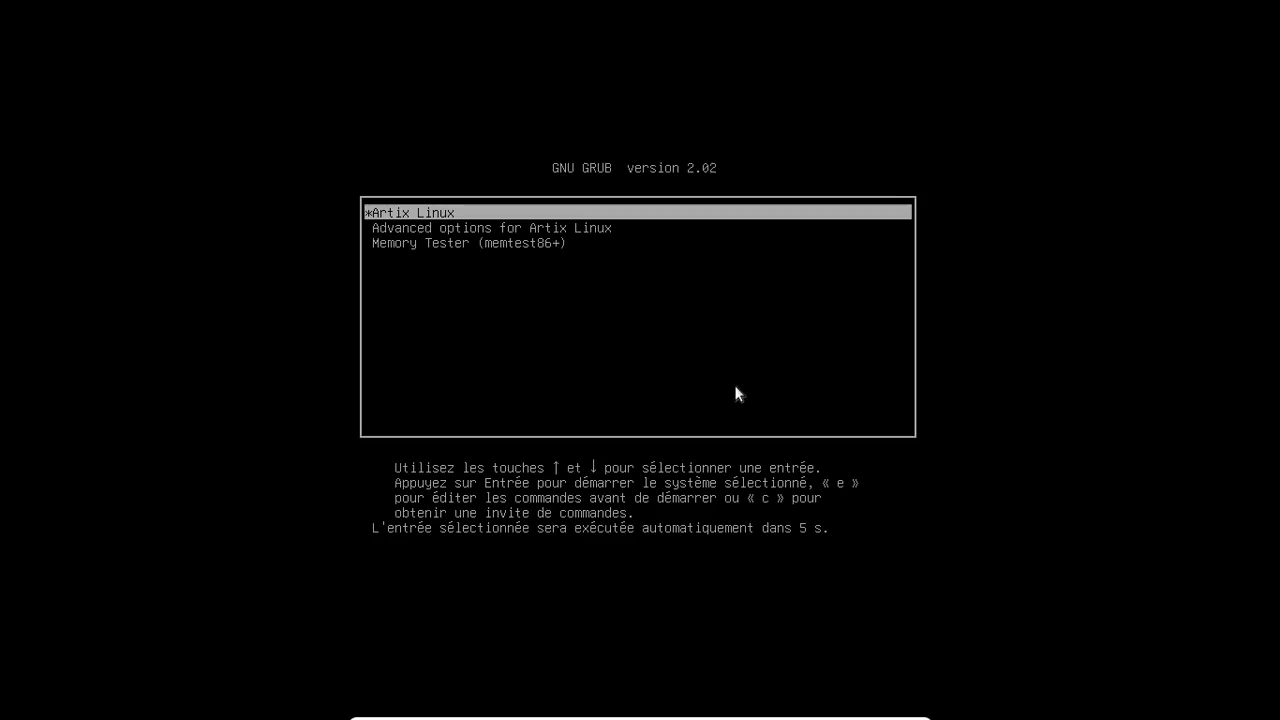 GNU GRUB  version 2.02
*Artix Linux
Advanced options for Artix Linux
Memory Tester (memtest86+)
Utilisez les touches ↑ et ↓ pour sélectionner une entrée.
Appuyez sur Entrée pour démarrer le système sélectionné, « e »
pour éditer les commandes avant de démarrer ou « c » pour
obtenir une invite de commandes.
L'entrée sélectionnée sera exécutée automatiquement dans 5 s.